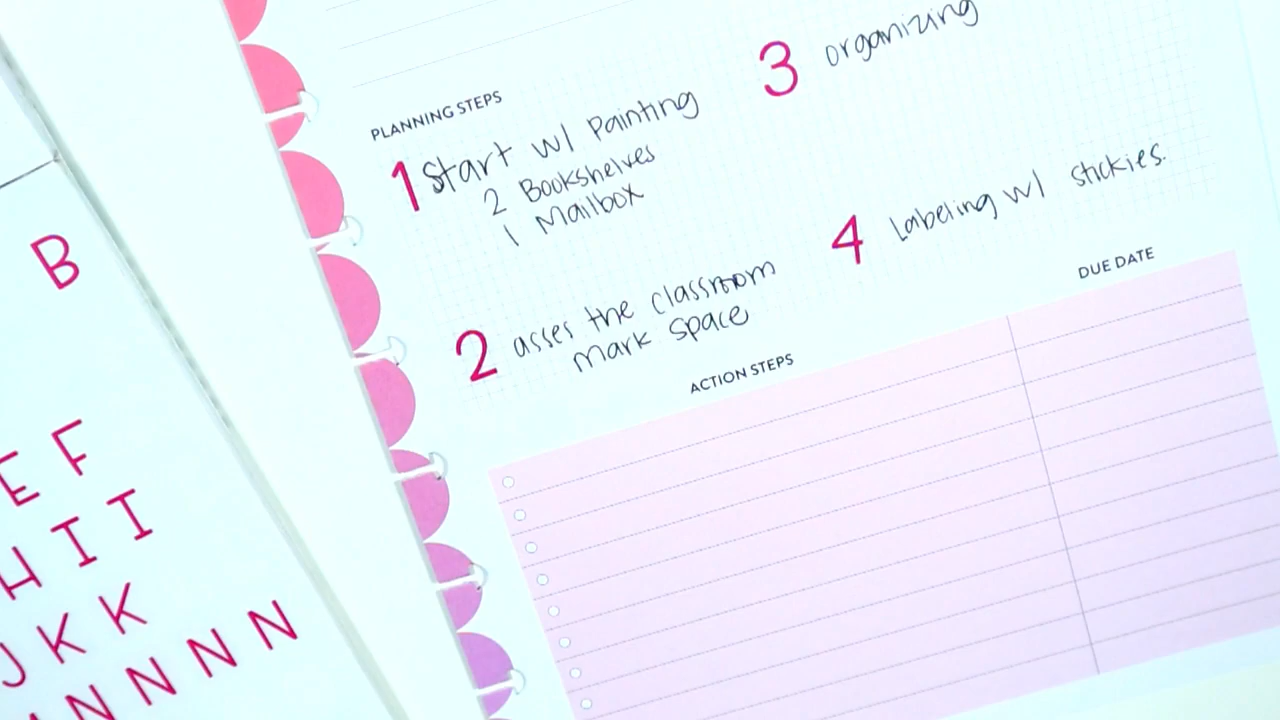 PLANNING STEPS
1 Start w/ Painting
2 Bookshelves
1 Mailbox
2 asses the classroom
mark space
3 organizing
4 Labeling w/ stickies.
ACTION STEPS
DUE DATE
B
E F
H I I
J K K
N N N N